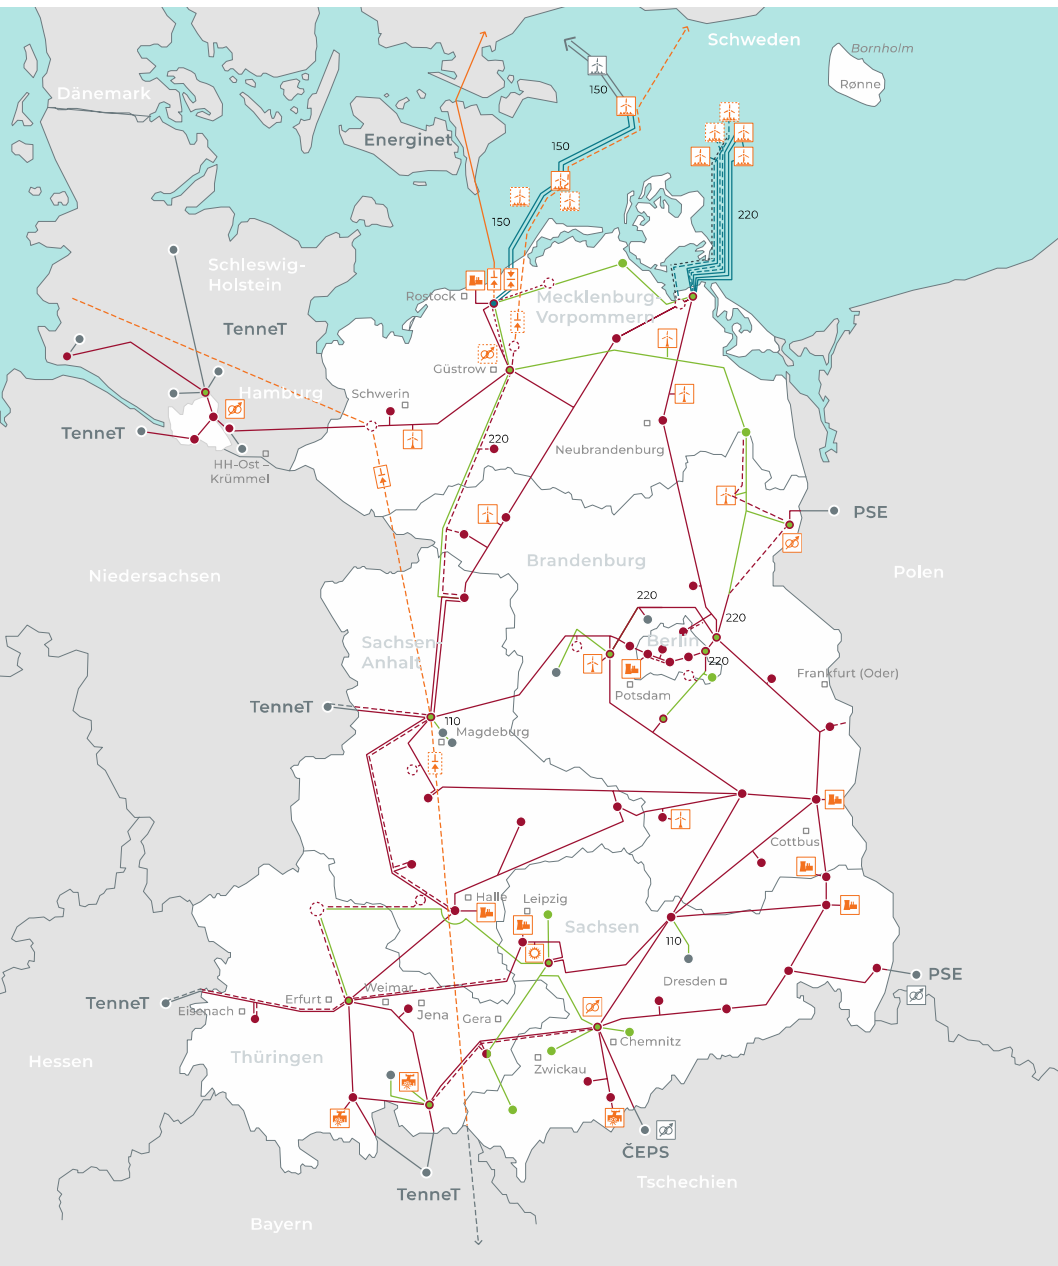 Schweden
Bornholm
Rønne
Dänemark
150
Energinet
150
150
220
Schleswig-
Holstein
Mecklenburg-
Vorpommern
Rostock
TenneT
Güstrow
Hamburg
Schwerin
TenneT
220
Neubrandenburg
HH-Ost –
Krümmel
PSE
Brandenburg
Niedersachsen
Polen
220
220
Sachsen
Anhalt
Berlin
220
Frankfurt (Oder)
Potsdam
TenneT
110
Magdeburg
Cottbus
Halle
Leipzig
Sachsen
110
PSE
Dresden
TenneT
Weimar
Erfurt
Eisenach
Jena
Gera
Chemnitz
Hessen
Thüringen
Zwickau
ČEPS
TenneT
Tschechien
Bayern